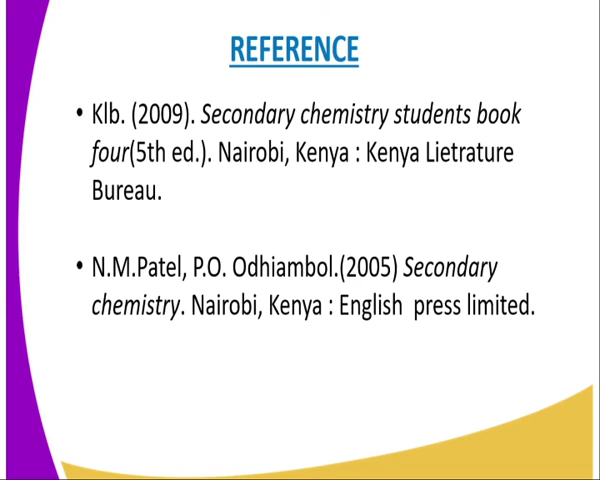 REFERENCE
• Klb. (2009). Secondary chemistry students book
four(5th ed.). Nairobi, Kenya : Kenya Lietrature
Bureau.
• N.M.Patel, P.O. Odhiambol.(2005) Secondary
chemistry. Nairobi, Kenya : English  press limited.